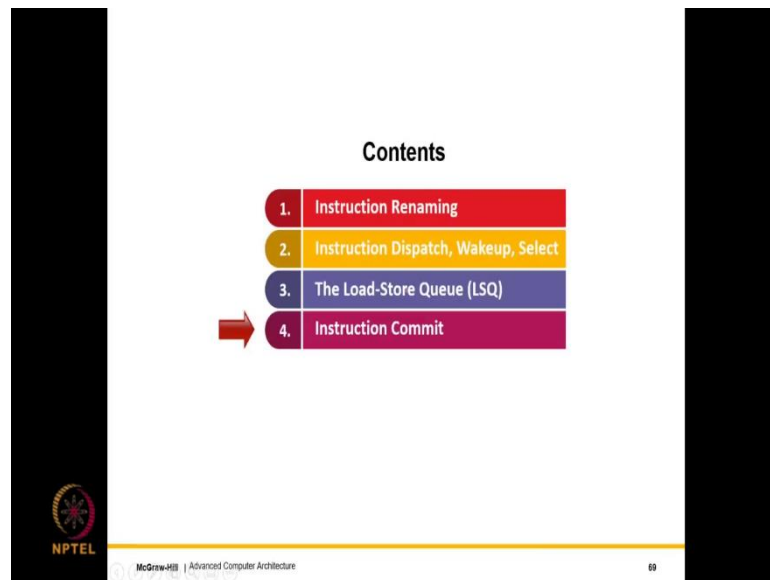 Contents
1. Instruction Renaming
2. Instruction Dispatch, Wakeup, Select
3. The Load-Store Queue (LSQ)
4. Instruction Commit
NPTEL
McGraw-Hill | Advanced Computer Architecture
69